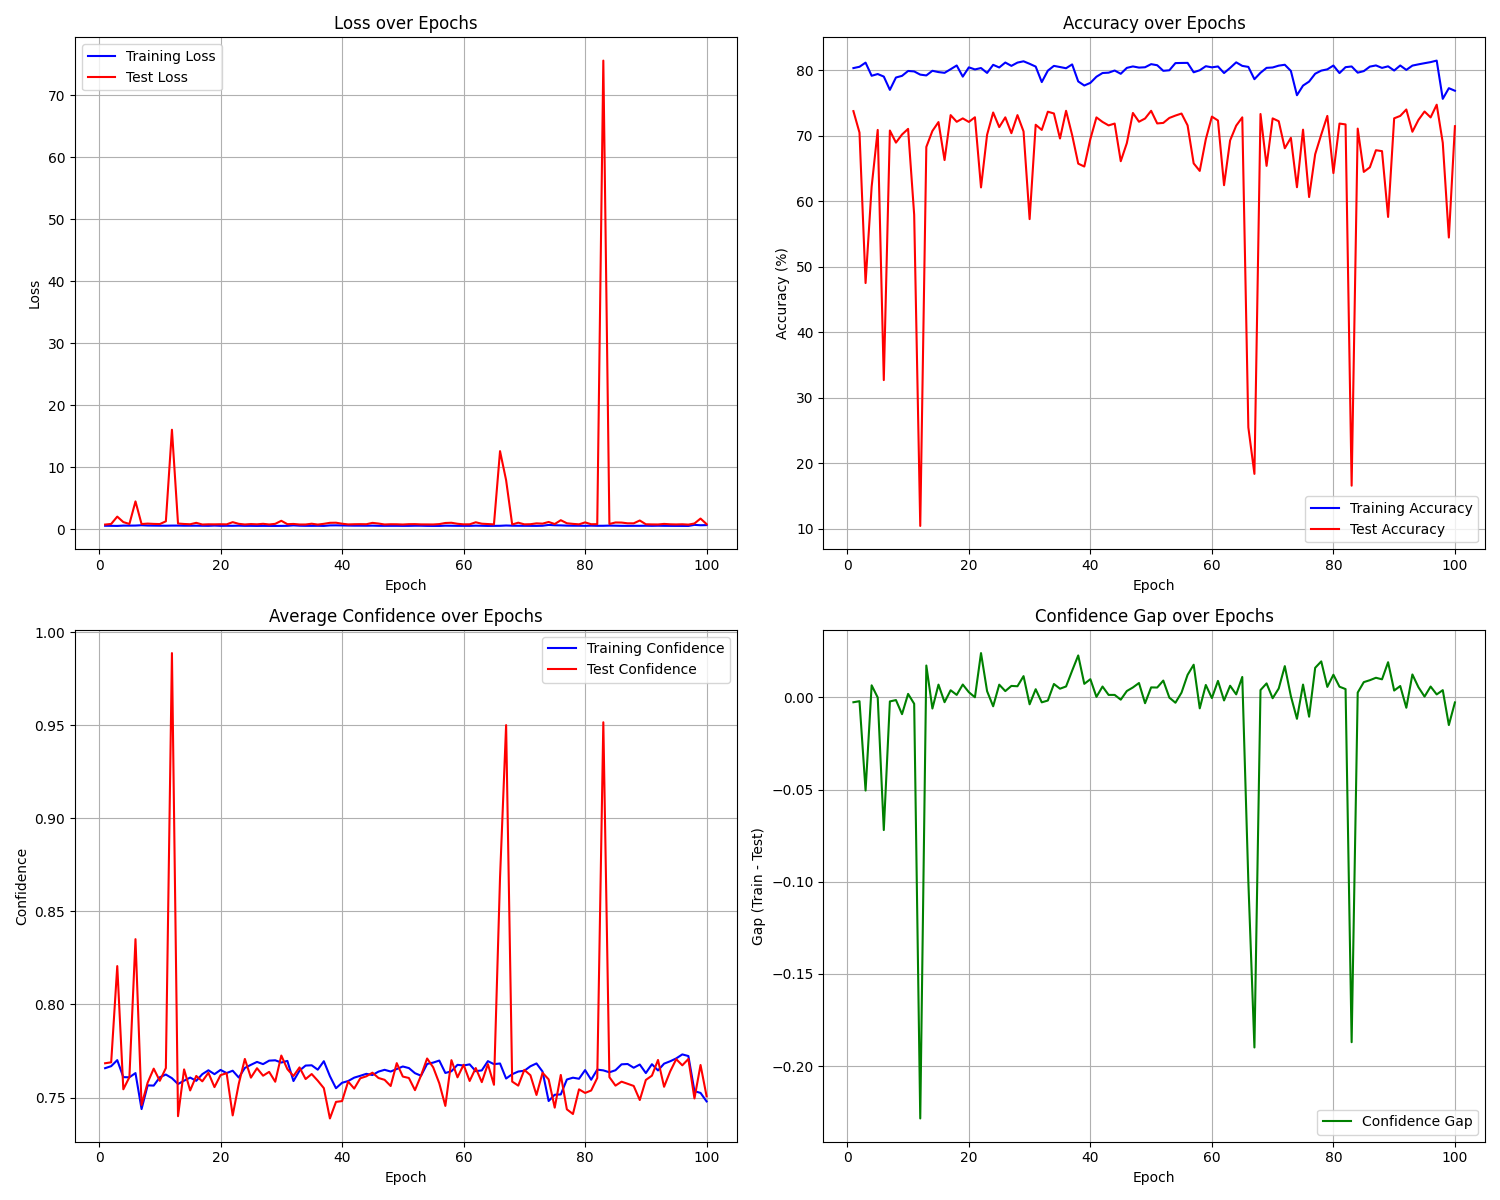 Loss over Epochs
Training Loss
Test Loss
70
60
50
40
30
20
10
0
Loss
0 20 40 60 80 100
Epoch
Accuracy over Epochs
80
70
60
50
40
30
20
10
Accuracy (%)
Training Accuracy
Test Accuracy
0 20 40 60 80 100
Epoch
Average Confidence over Epochs
Training Confidence
Test Confidence
1.00
0.95
0.90
0.85
0.80
0.75
Confidence
0 20 40 60 80 100
Epoch
Confidence Gap over Epochs
0.00
−0.05
−0.10
−0.15
−0.20
Gap (Train - Test)
Confidence Gap
0 20 40 60 80 100
Epoch